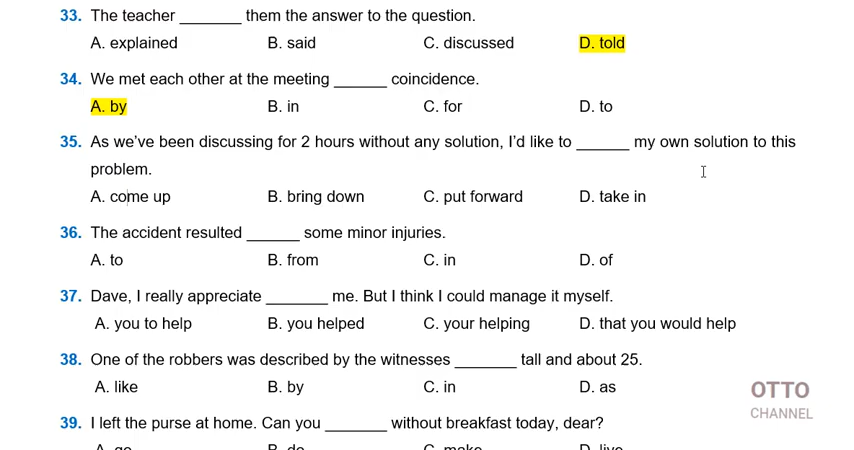 33. The teacher _______ them the answer to the question.
A. explained B. said C. discussed D. told
34. We met each other at the meeting ______ coincidence.
A. by B. in C. for D. to
35. As we’ve been discussing for 2 hours without any solution, I’d like to ______ my own solution to this
problem.
A. come up B. bring down C. put forward D. take in
36. The accident resulted ______ some minor injuries.
A. to B. from C. in D. of
37. Dave, I really appreciate _______ me. But I think I could manage it myself.
A. you to help B. you helped C. your helping D. that you would help
38. One of the robbers was described by the witnesses _______ tall and about 25.
A. like B. by C. in D. as
OTTO
CHANNEL
39. I left the purse at home. Can you _______ without breakfast today, dear?
A. go B. do C. make D. live